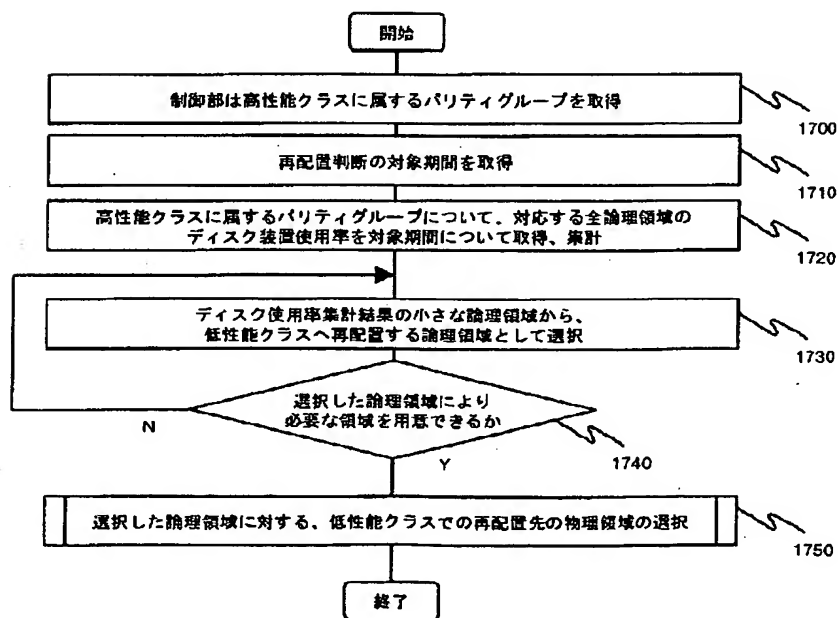 開始
制御部は高性能クラスに属するパリティグループを取得
1700
再配置判断の対象期間を取得
1710
高性能クラスに属するパリティグループについて、対応する全論理領域の
ディスク装置使用率を対象期間について取得、集計
1720
ディスク使用率集計結果の小さな論理領域から、
低性能クラスへ再配置する論理領域として選択
1730
選択した論理領域により
必要な領域を用意できるか
N
Y
1740
選択した論理領域に対する、低性能クラスでの再配置先の物理領域の選択
1750
終了